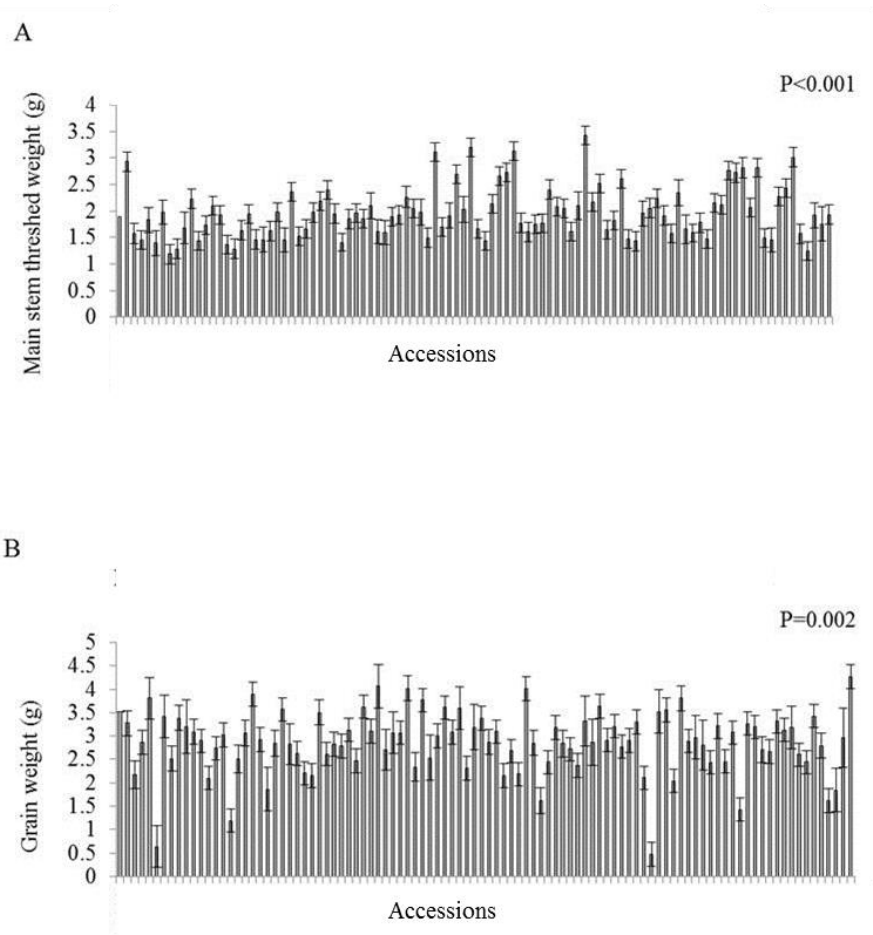 A
P<0.001
Main stem threshed weight (g)
4
3.5
3
2.5
2
1.5
1
0.5
0
Accessions
B
P=0.002
Grain weight (g)
5
4.5
4
3.5
3
2.5
2
1.5
1
0.5
0
Accessions